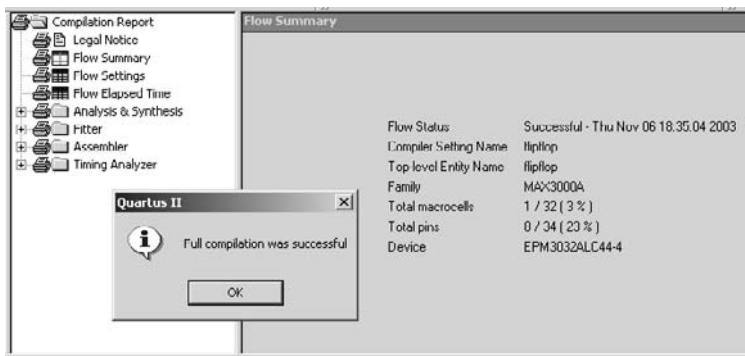 Compilation Report
Legal Notice
Flow Summary
Flow Settings
Flow Elapsed Time
Analysis & Synthesis
Fitter
Assembler
Timing Analyzer
Flow Summary
Flow Status Successful - Thu Nov 06 18:35:04 2003
Compiler Setting Name flipflop
Top-level Entity Name flipflop
Family MAX3000A
Total macrocells 1 / 32 ( 3 % )
Total pins 8 / 34 ( 23 % )
Device EPM3032ALC44-4
Quartus II
Full compilation was successful
OK